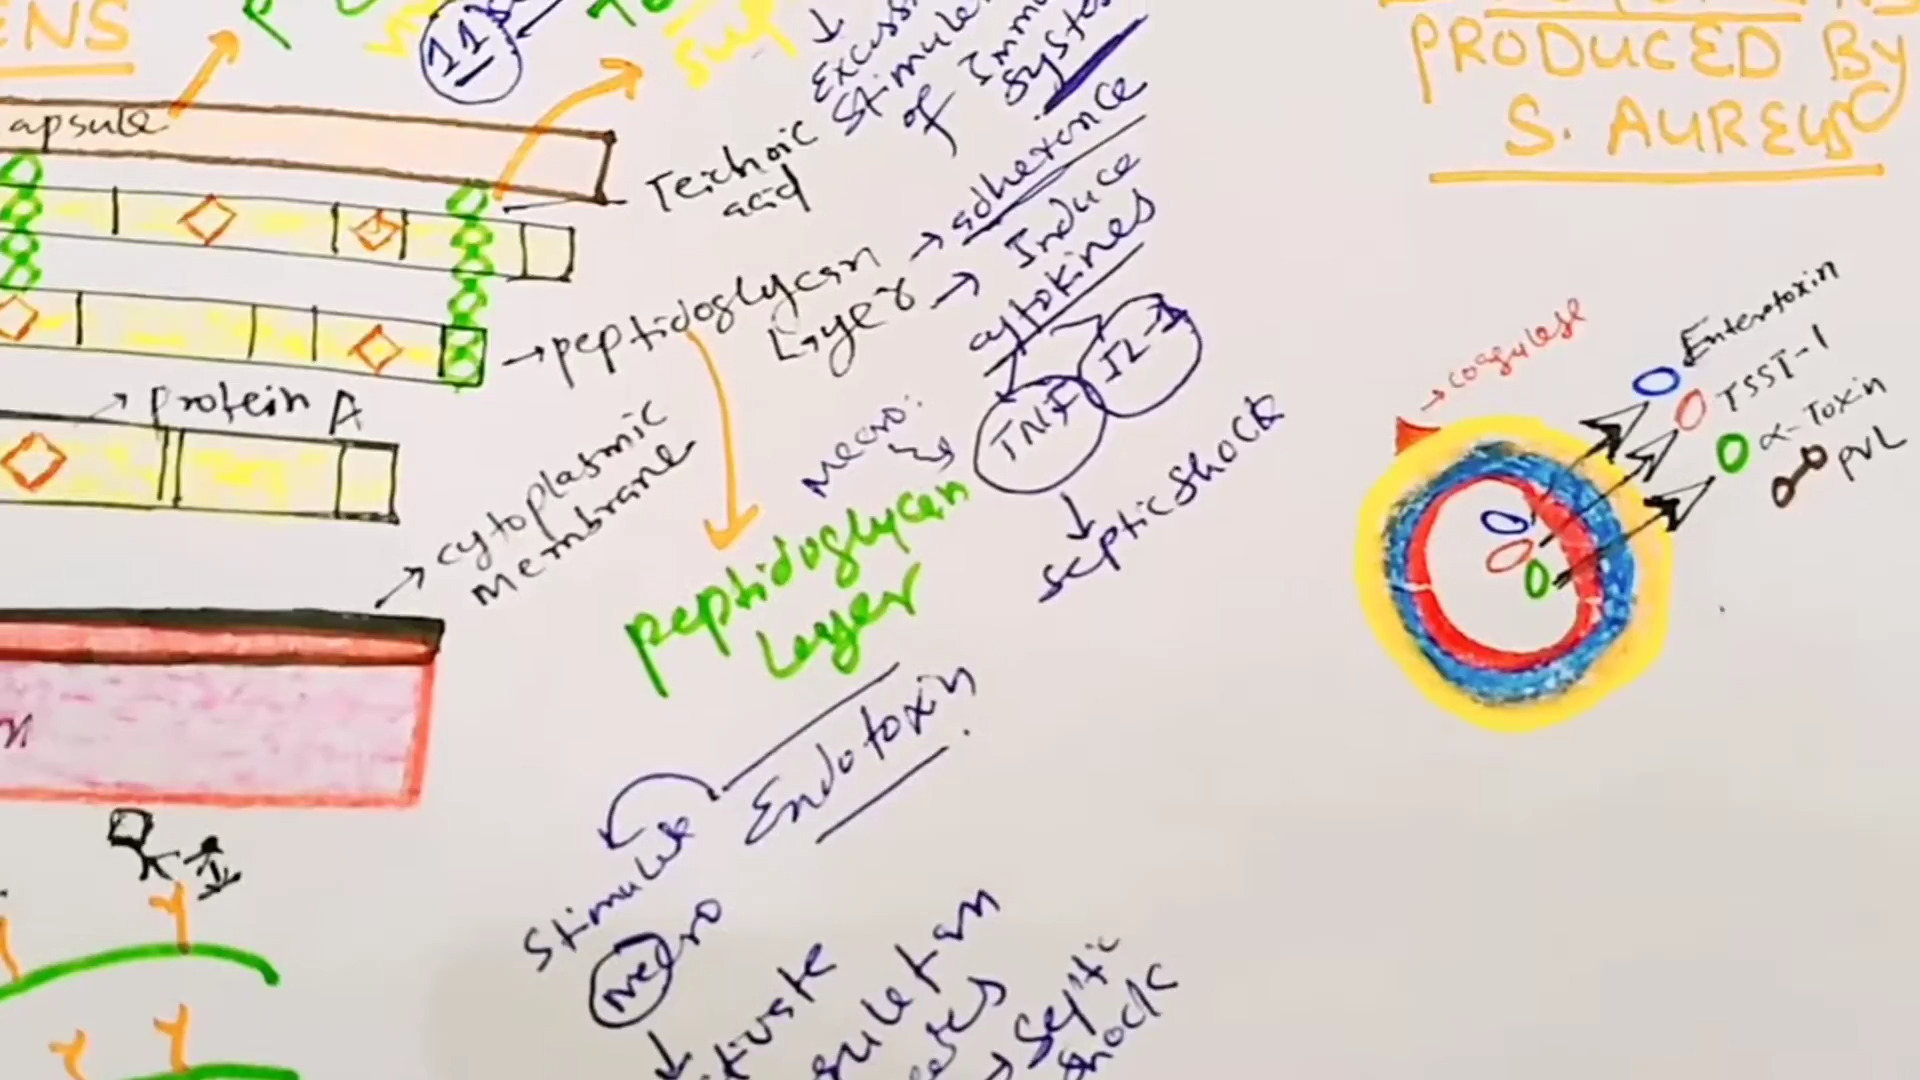 ENS
11
Excessive
Stimulation
of Immune
System
apsule
Teichoic
acid
→peptidoglycan
Layer
→ adherence
→ Induce
cytokines
TNF
IL-1
Macro.
septic shock
Protein A
→ cytoplasmic
membrane
peptidoglycan
layer
Endotoxin
Stimulate
Macro
septic
shock
PRODUCED BY
S. AUREUS
→ coagulase
Enterotoxin
TSST-1
α-Toxin
PVL